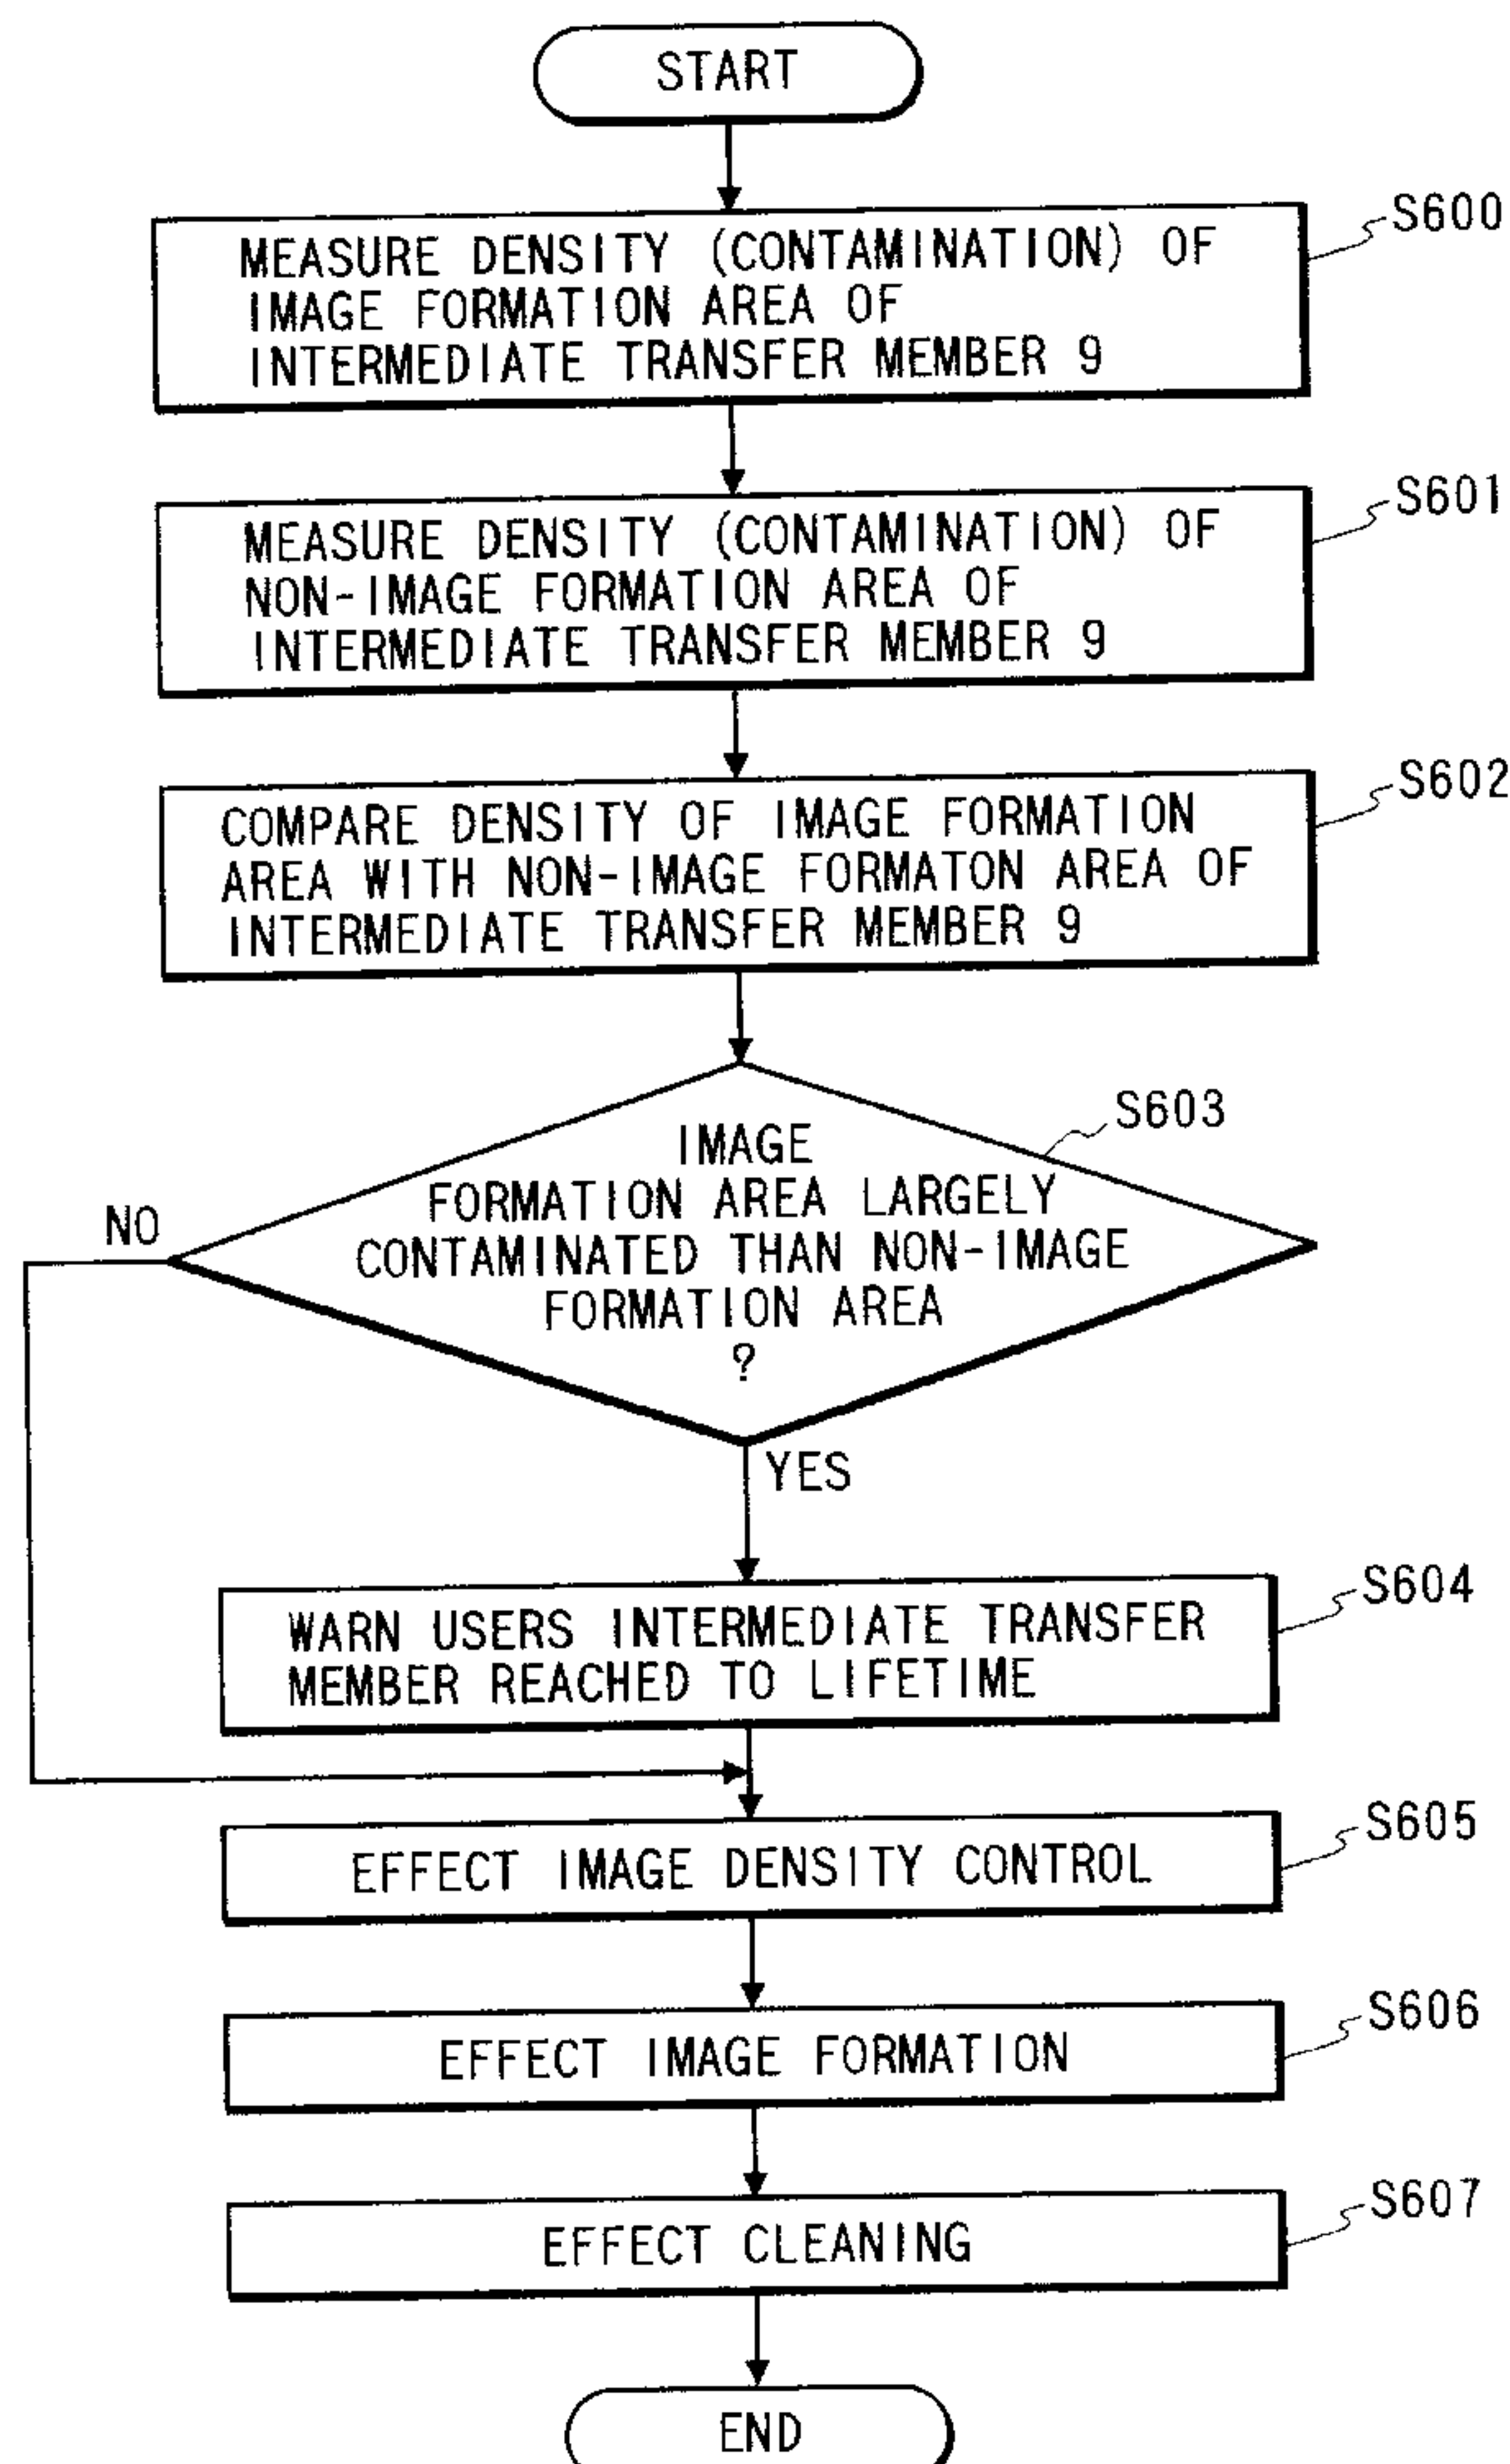 START
S600
MEASURE DENSITY (CONTAMINATION) OF
IMAGE FORMATION AREA OF
INTERMEDIATE TRANSFER MEMBER 9
S601
MEASURE DENSITY (CONTAMINATION) OF
NON-IMAGE FORMATION AREA OF
INTERMEDIATE TRANSFER MEMBER 9
S602
COMPARE DENSITY OF IMAGE FORMATION
AREA WITH NON-IMAGE FORMATON AREA OF
INTERMEDIATE TRANSFER MEMBER 9
S603
IMAGE
FORMATION AREA LARGELY
CONTAMINATED THAN NON-IMAGE
FORMATION AREA
?
NO
YES
S604
WARN USERS INTERMEDIATE TRANSFER
MEMBER REACHED TO LIFETIME
S605
EFFECT IMAGE DENSITY CONTROL
S606
EFFECT IMAGE FORMATION
S607
EFFECT CLEANING
END